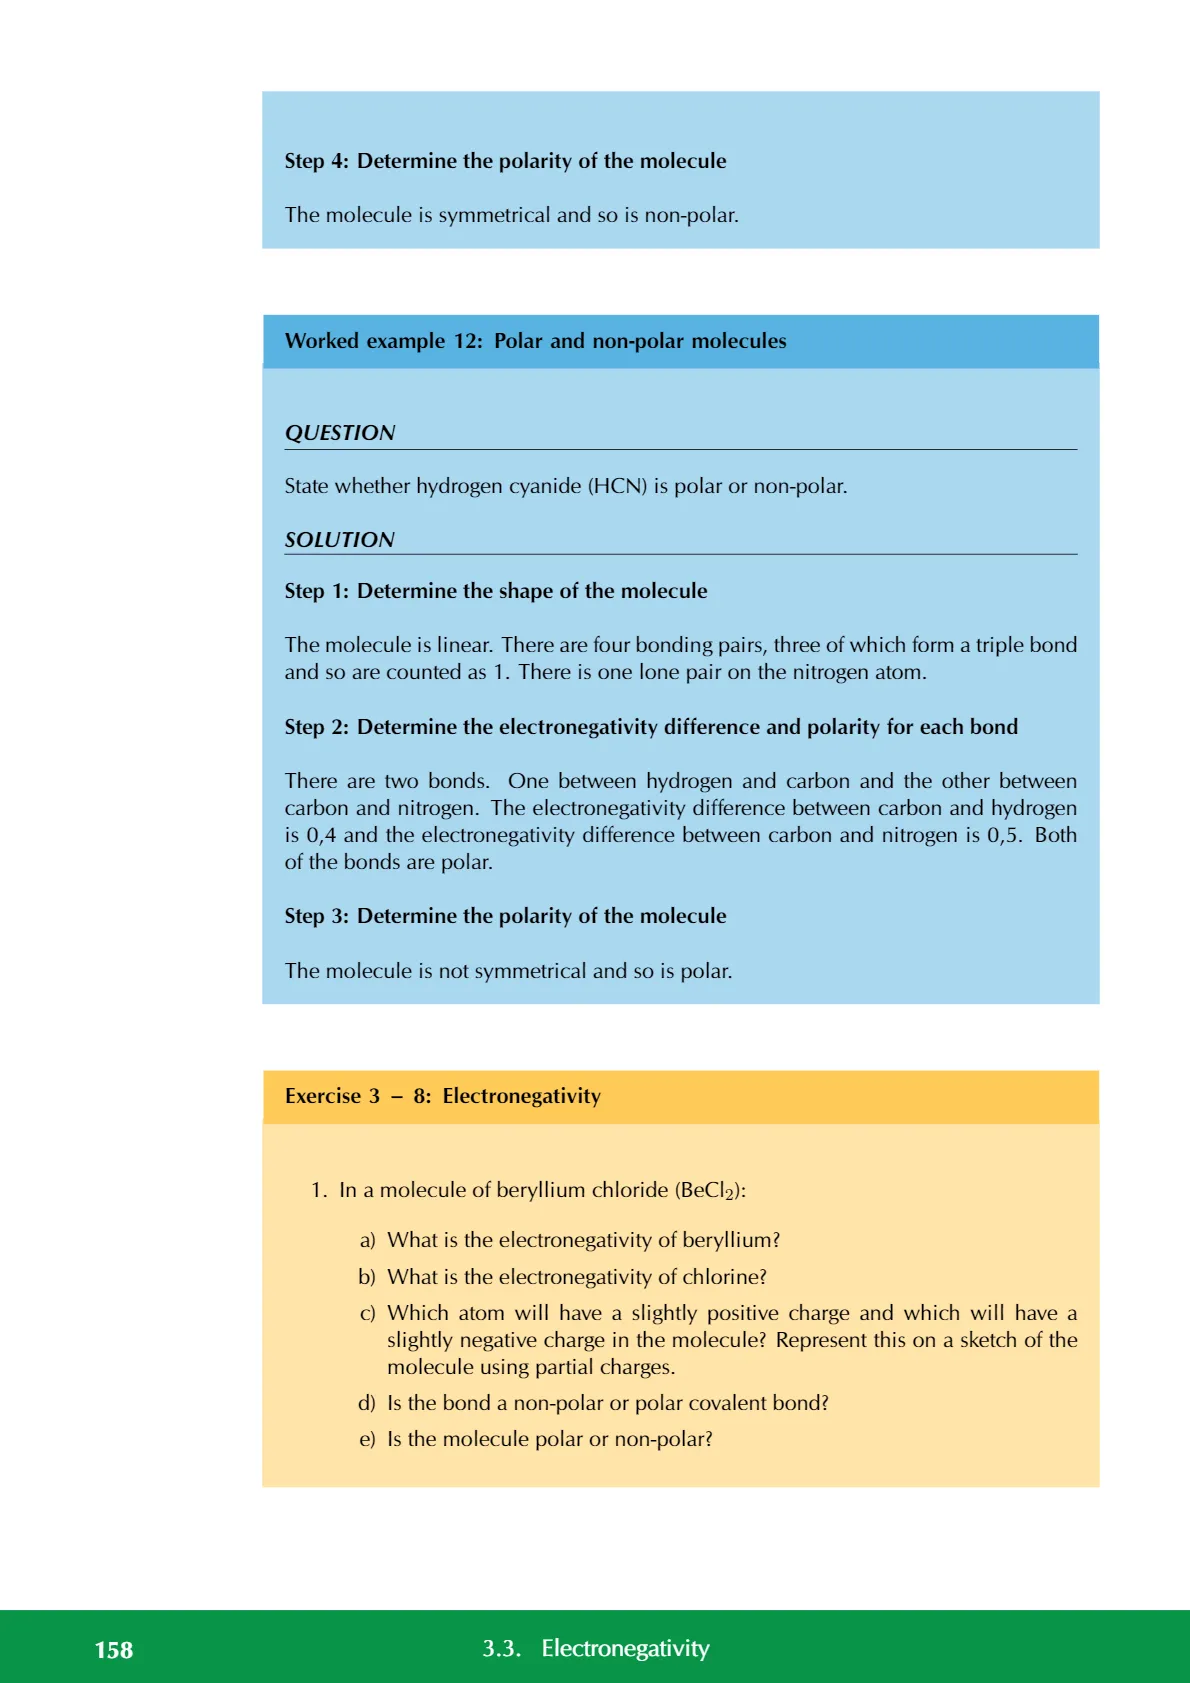 Step 4: Determine the polarity of the molecule
The molecule is symmetrical and so is non-polar.
Worked example 12: Polar and non-polar molecules
QUESTION
State whether hydrogen cyanide (HCN) is polar or non-polar.
SOLUTION
Step 1: Determine the shape of the molecule
The molecule is linear. There are four bonding pairs, three of which form a triple bond
and so are counted as 1. There is one lone pair on the nitrogen atom.
Step 2: Determine the electronegativity difference and polarity for each bond
There are two bonds. One between hydrogen and carbon and the other between
carbon and nitrogen. The electronegativity difference between carbon and hydrogen
is 0,4 and the electronegativity difference between carbon and nitrogen is 0,5. Both
of the bonds are polar.
Step 3: Determine the polarity of the molecule
The molecule is not symmetrical and so is polar.
Exercise 3 – 8: Electronegativity
1. In a molecule of beryllium chloride (BeCl₂):
a) What is the electronegativity of beryllium?
b) What is the electronegativity of chlorine?
c) Which atom will have a slightly positive charge and which will have a
slightly negative charge in the molecule? Represent this on a sketch of the
molecule using partial charges.
d) Is the bond a non-polar or polar covalent bond?
e) Is the molecule polar or non-polar?
158 3.3. Electronegativity